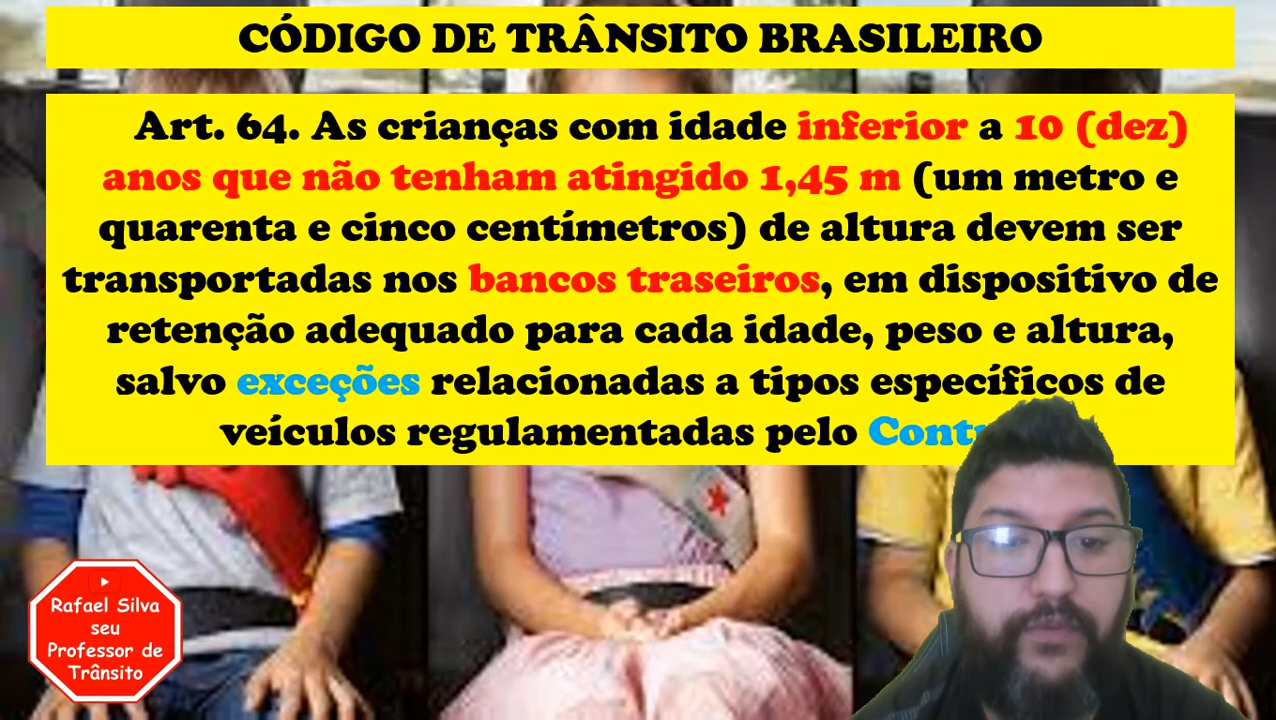 CÓDIGO DE TRÂNSITO BRASILEIRO
Art. 64. As crianças com idade inferior a 10 (dez)
anos que não tenham atingido 1,45 m (um metro e
quarenta e cinco centímetros) de altura devem ser
transportadas nos bancos traseiros, em dispositivo de
retenção adequado para cada idade, peso e altura,
salvo exceções relacionadas a tipos específicos de
veículos regulamentadas pelo
Rafael Silva
seu
Professor de
Trânsito